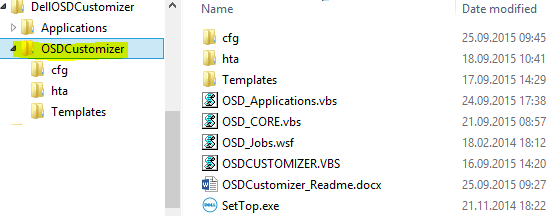 DellOSDCustomizer
Applications
OSDCustomizer
cfg
hta
Templates
Name Date modified
cfg 25.09.2015 09:45
hta 18.09.2015 10:41
Templates 17.09.2015 14:29
OSD_Applications.vbs 24.09.2015 17:38
OSD_CORE.vbs 21.09.2015 08:57
OSD_Jobs.wsf 18.02.2014 18:12
OSDCUSTOMIZER.VBS 16.09.2015 14:20
OSDCustomizer_Readme.docx 25.09.2015 09:27
SetTop.exe 21.11.2014 18:22
DELL